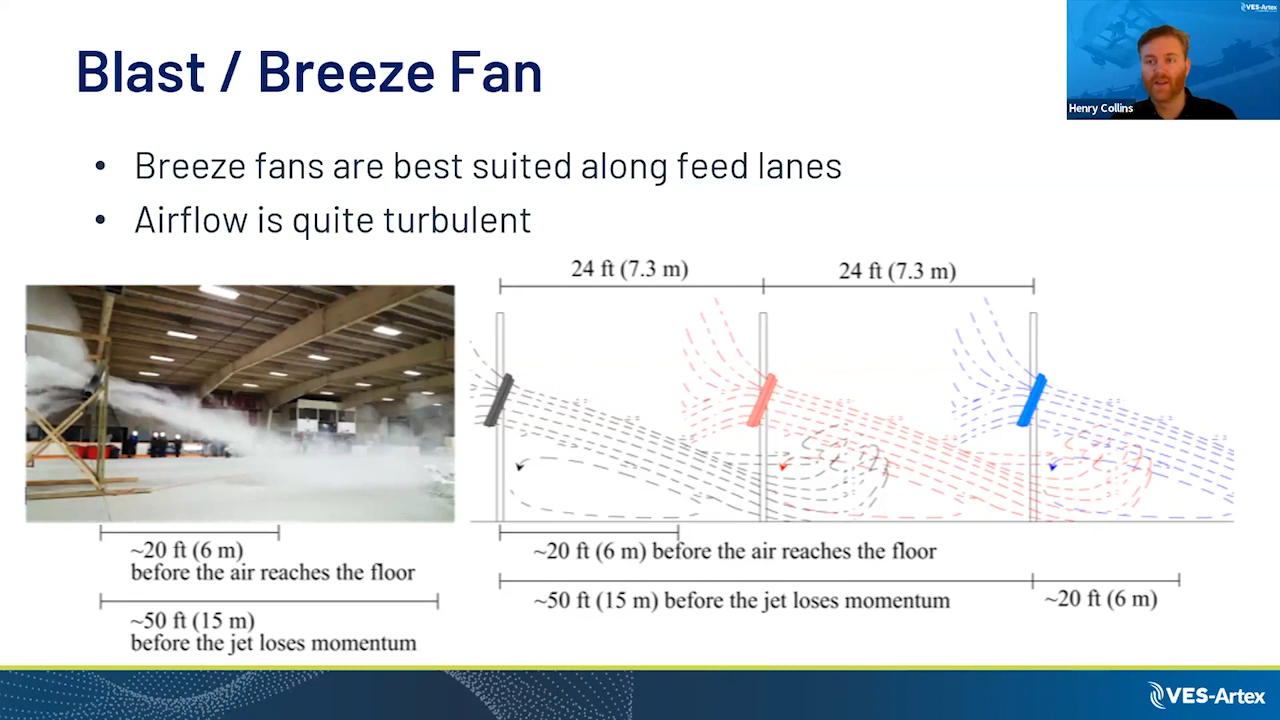 Blast / Breeze Fan
VES-Artex
Henry Collins
• Breeze fans are best suited along feed lanes
• Airflow is quite turbulent
24 ft (7.3 m)
24 ft (7.3 m)
~20 ft (6 m)
before the air reaches the floor
~50 ft (15 m)
before the jet loses momentum
~20 ft (6 m) before the air reaches the floor
~50 ft (15 m) before the jet loses momentum
~20 ft (6 m)
VES-Artex